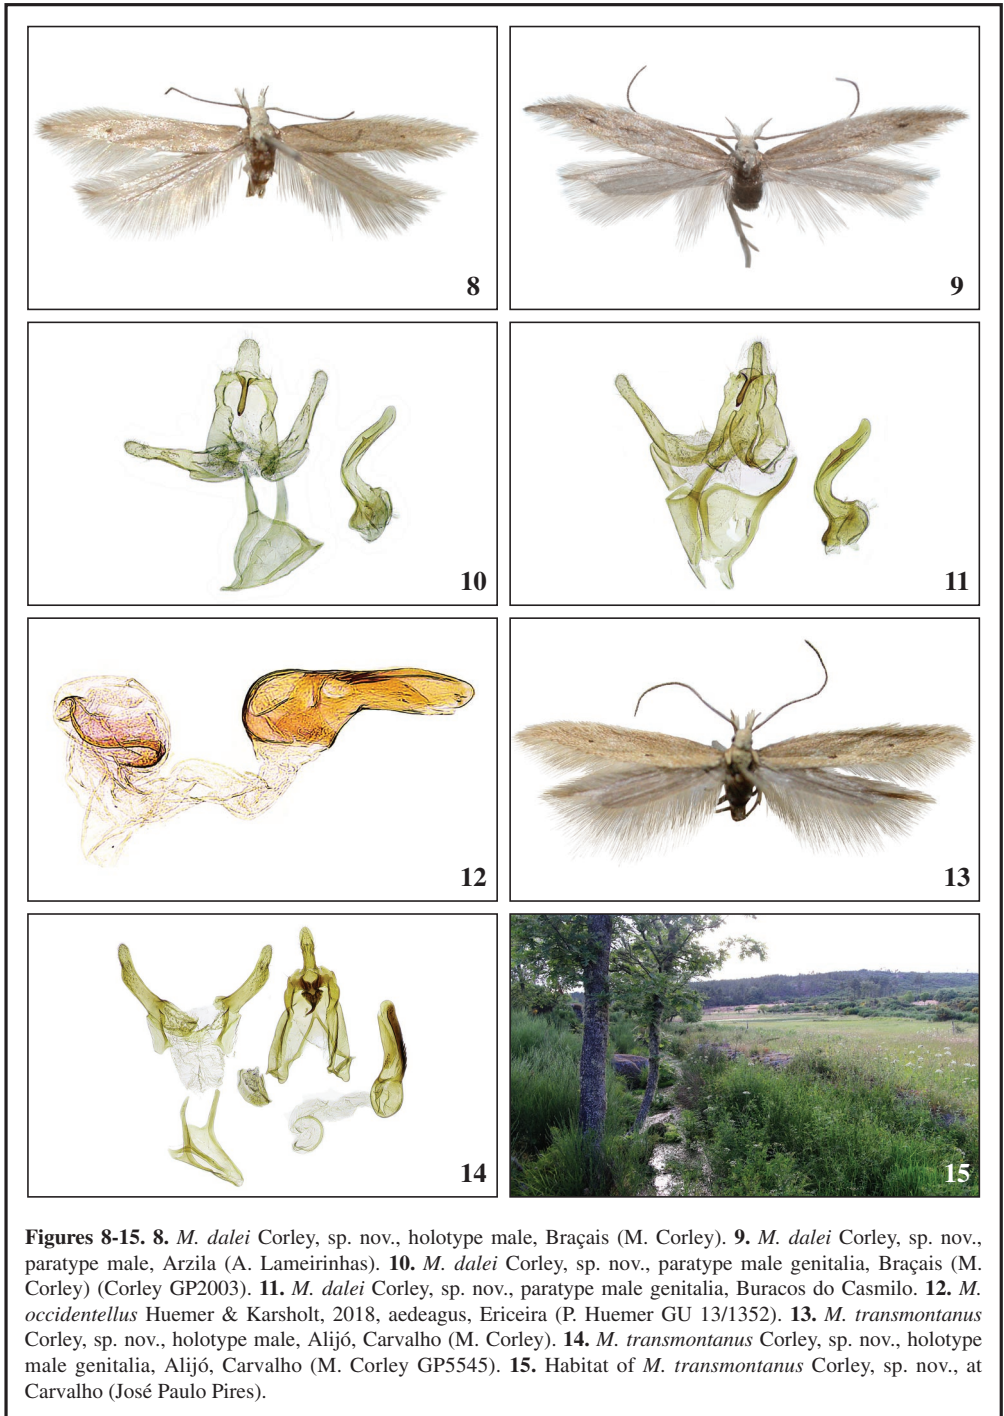 8
9
10
11
12
13
14
15
Figures 8-15. 8. M. dalei Corley, sp. nov., holotype male, Braçais (M. Corley). 9. M. dalei Corley, sp. nov.,
paratype male, Arzila (A. Lameirinhas). 10. M. dalei Corley, sp. nov., paratype male genitalia, Braçais (M.
Corley) (Corley GP2003). 11. M. dalei Corley, sp. nov., paratype male genitalia, Buracos do Casmilo. 12. M.
occidentellus Huemer & Karsholt, 2018, aedeagus, Ericeira (P. Huemer GU 13/1352). 13. M. transmontanus
Corley, sp. nov., holotype male, Alijó, Carvalho (M. Corley). 14. M. transmontanus Corley, sp. nov., holotype
male genitalia, Alijó, Carvalho (M. Corley GP5545). 15. Habitat of M. transmontanus Corley, sp. nov., at
Carvalho (José Paulo Pires).